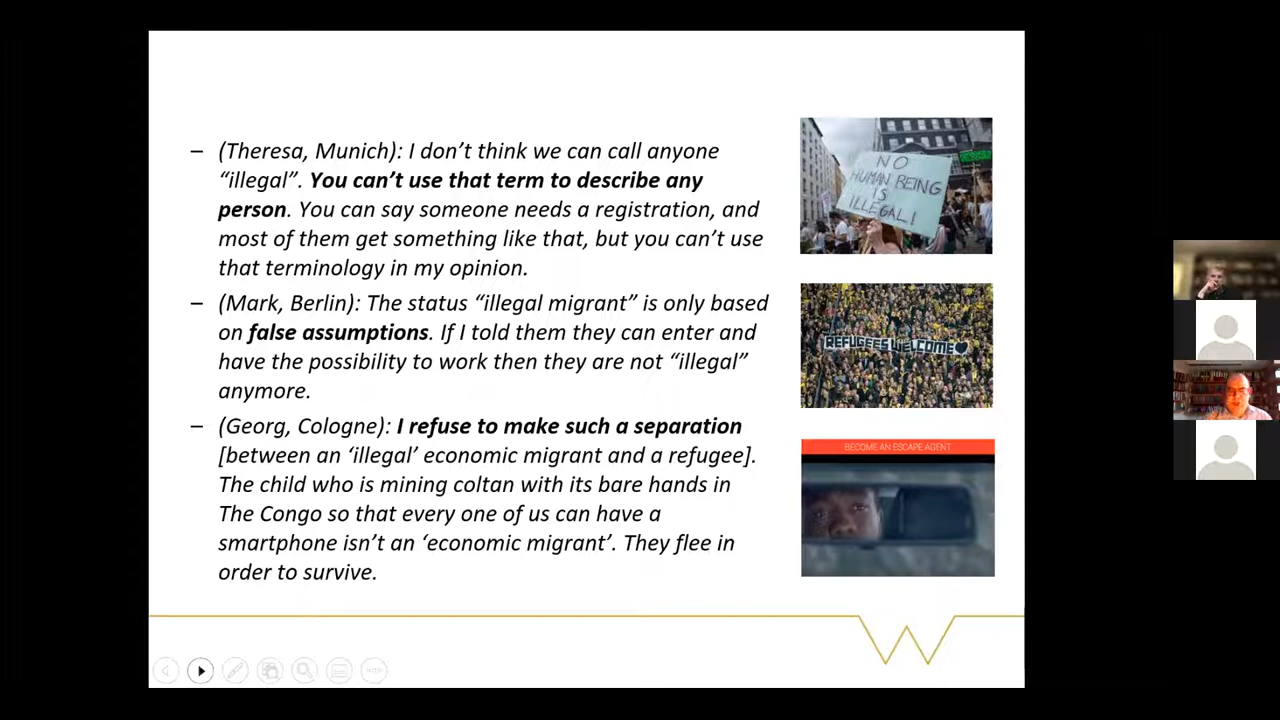 – (Theresa, Munich): I don’t think we can call anyone
“illegal”. You can’t use that term to describe any
person. You can say someone needs a registration, and
most of them get something like that, but you can’t use
that terminology in my opinion.
– (Mark, Berlin): The status “illegal migrant” is only based
on false assumptions. If I told them they can enter and
have the possibility to work then they are not “illegal”
anymore.
– (Georg, Cologne): I refuse to make such a separation
[between an ‘illegal’ economic migrant and a refugee].
The child who is mining coltan with its bare hands in
The Congo so that every one of us can have a
smartphone isn’t an ‘economic migrant’. They flee in
order to survive.
NO
HUMAN BEING
IS
ILLEGAL!
REFUGEES WELCOME
BECOME AN ESCAPE AGENT